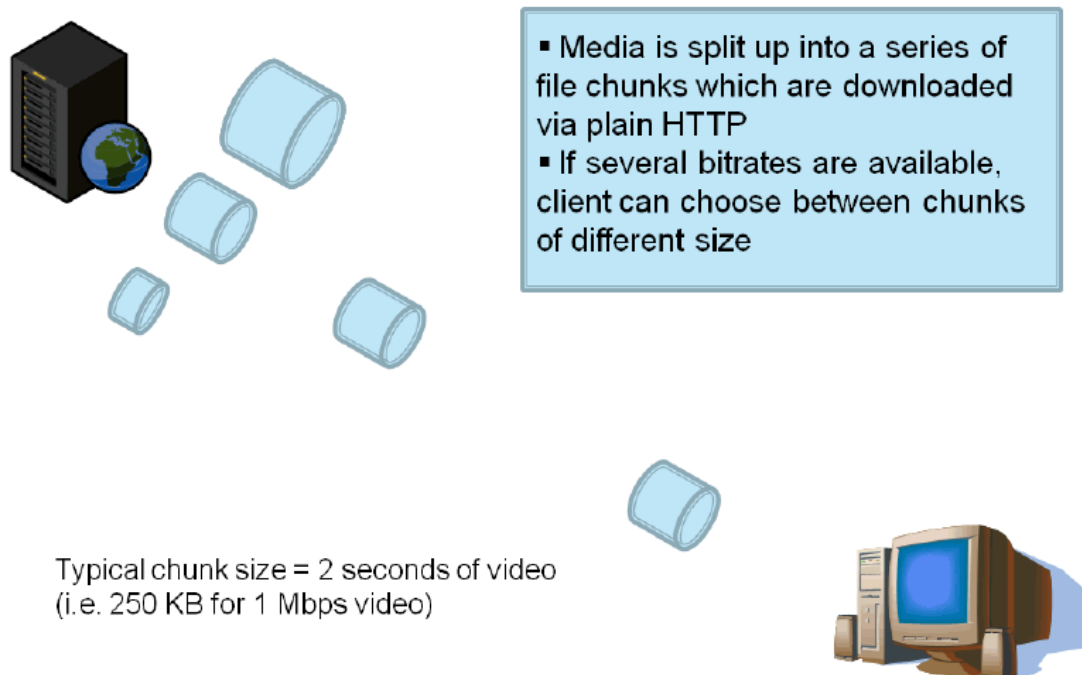 ▪ Media is split up into a series of
file chunks which are downloaded
via plain HTTP
▪ If several bitrates are available,
client can choose between chunks
of different size
Typical chunk size = 2 seconds of video
(i.e. 250 KB for 1 Mbps video)